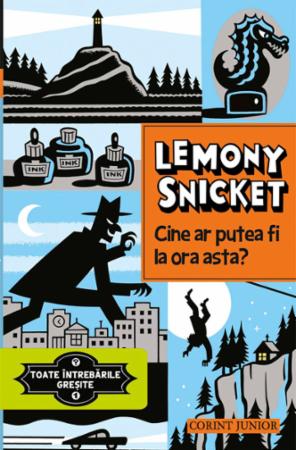 INK
INK
INK
LEMONY
SNICKET
Cine ar putea fi
la ora asta?
?
TOATE ÎNTREBĂRILE
GREȘITE
1
CORINT JUNIOR